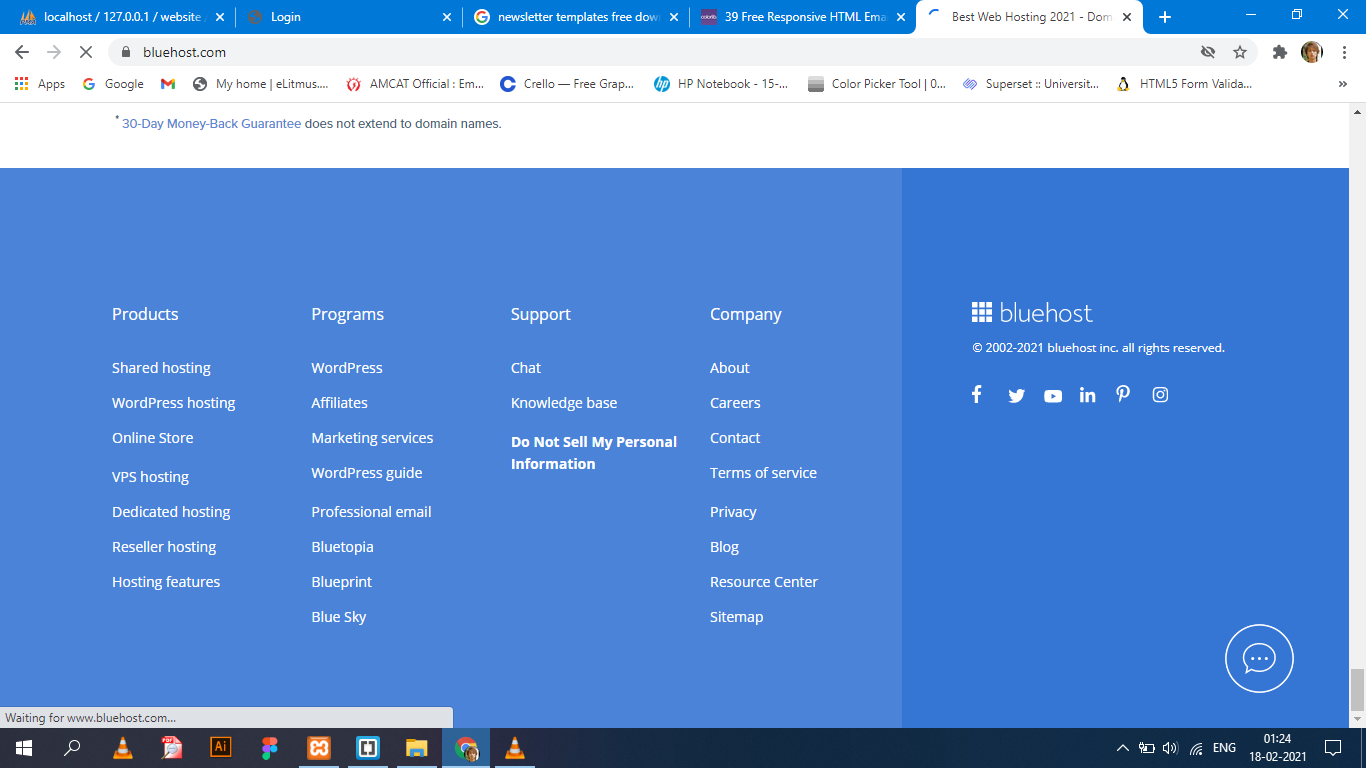 localhost / 127.0.0.1 / website
Login
newsletter templates free dow
39 Free Responsive HTML Ema
Best Web Hosting 2021 - Dom
bluehost.com
Apps
Google
My home | eLitmus....
AMCAT Official : Em...
Crello — Free Grap...
HP Notebook - 15-...
Color Picker Tool | 0...
Superset :: Universit...
HTML5 Form Valida...
»
* 30-Day Money-Back Guarantee does not extend to domain names.
Products
Shared hosting
WordPress hosting
Online Store
VPS hosting
Dedicated hosting
Reseller hosting
Hosting features
Programs
WordPress
Affiliates
Marketing services
WordPress guide
Professional email
Bluetopia
Blueprint
Blue Sky
Support
Chat
Knowledge base
Do Not Sell My Personal
Information
Company
About
Careers
Contact
Terms of service
Privacy
Blog
Resource Center
Sitemap
bluehost
© 2002-2021 bluehost inc. all rights reserved.
Waiting for www.bluehost.com...
PDF
Ai
ENG
01:24
18-02-2021